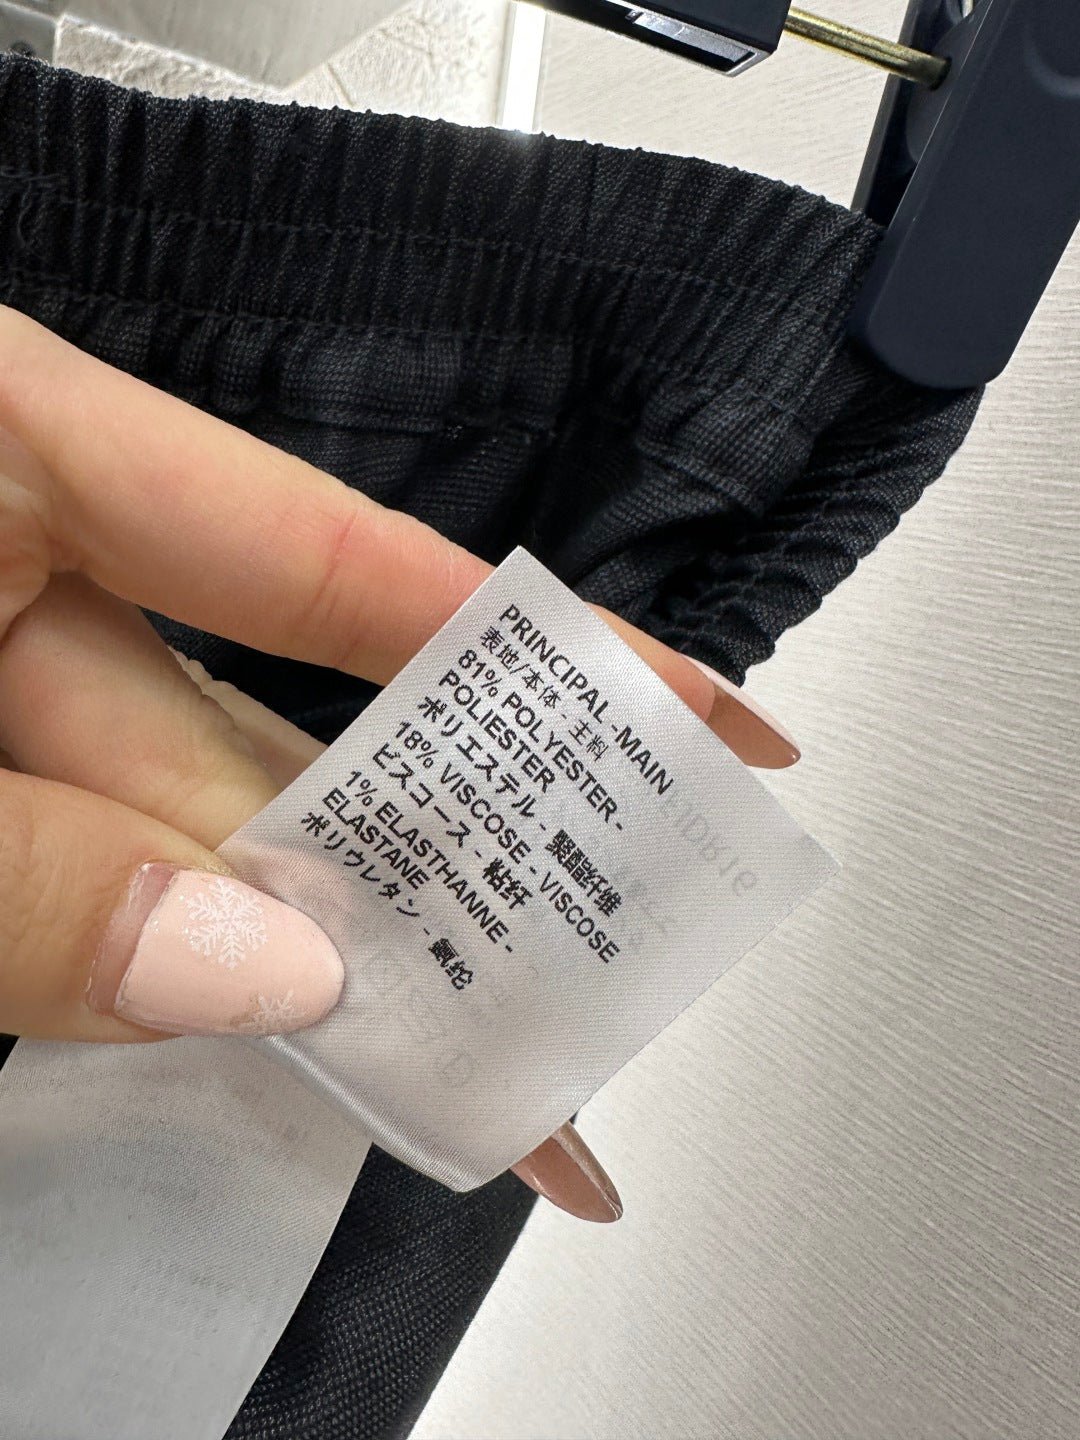 PRINCIPAL-MAIN
表地/本体 - 主料
81% POLYESTER -
POLIESTER
ポリエステル - 聚酯纤维
18% VISCOSE - VISCOSE
ビスコース - 粘纤
1% ELASTHANNE -
ELASTANE
ポリウレタン - 氨纶